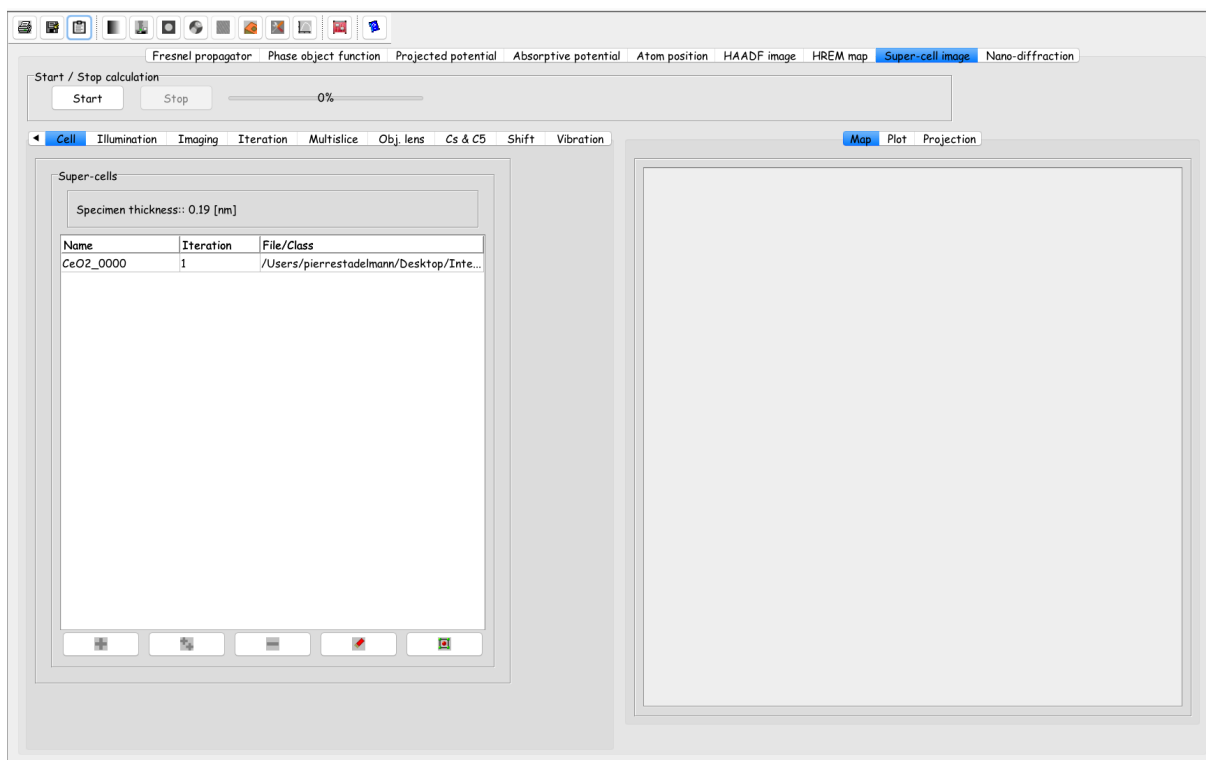 Fresnel propagator Phase object function Projected potential Absorptive potential Atom position HAADF image HREM map Super-cell image Nano-diffraction
Start / Stop calculation
Start Stop 0%
Cell Illumination Imaging Iteration Multislice Obj. lens Cs & C5 Shift Vibration
Map Plot Projection
Super-cells
Specimen thickness:: 0.19 [nm]
Name Iteration File/Class
CeO2_0000 1 /Users/pierrestadelmann/Desktop/Inte...